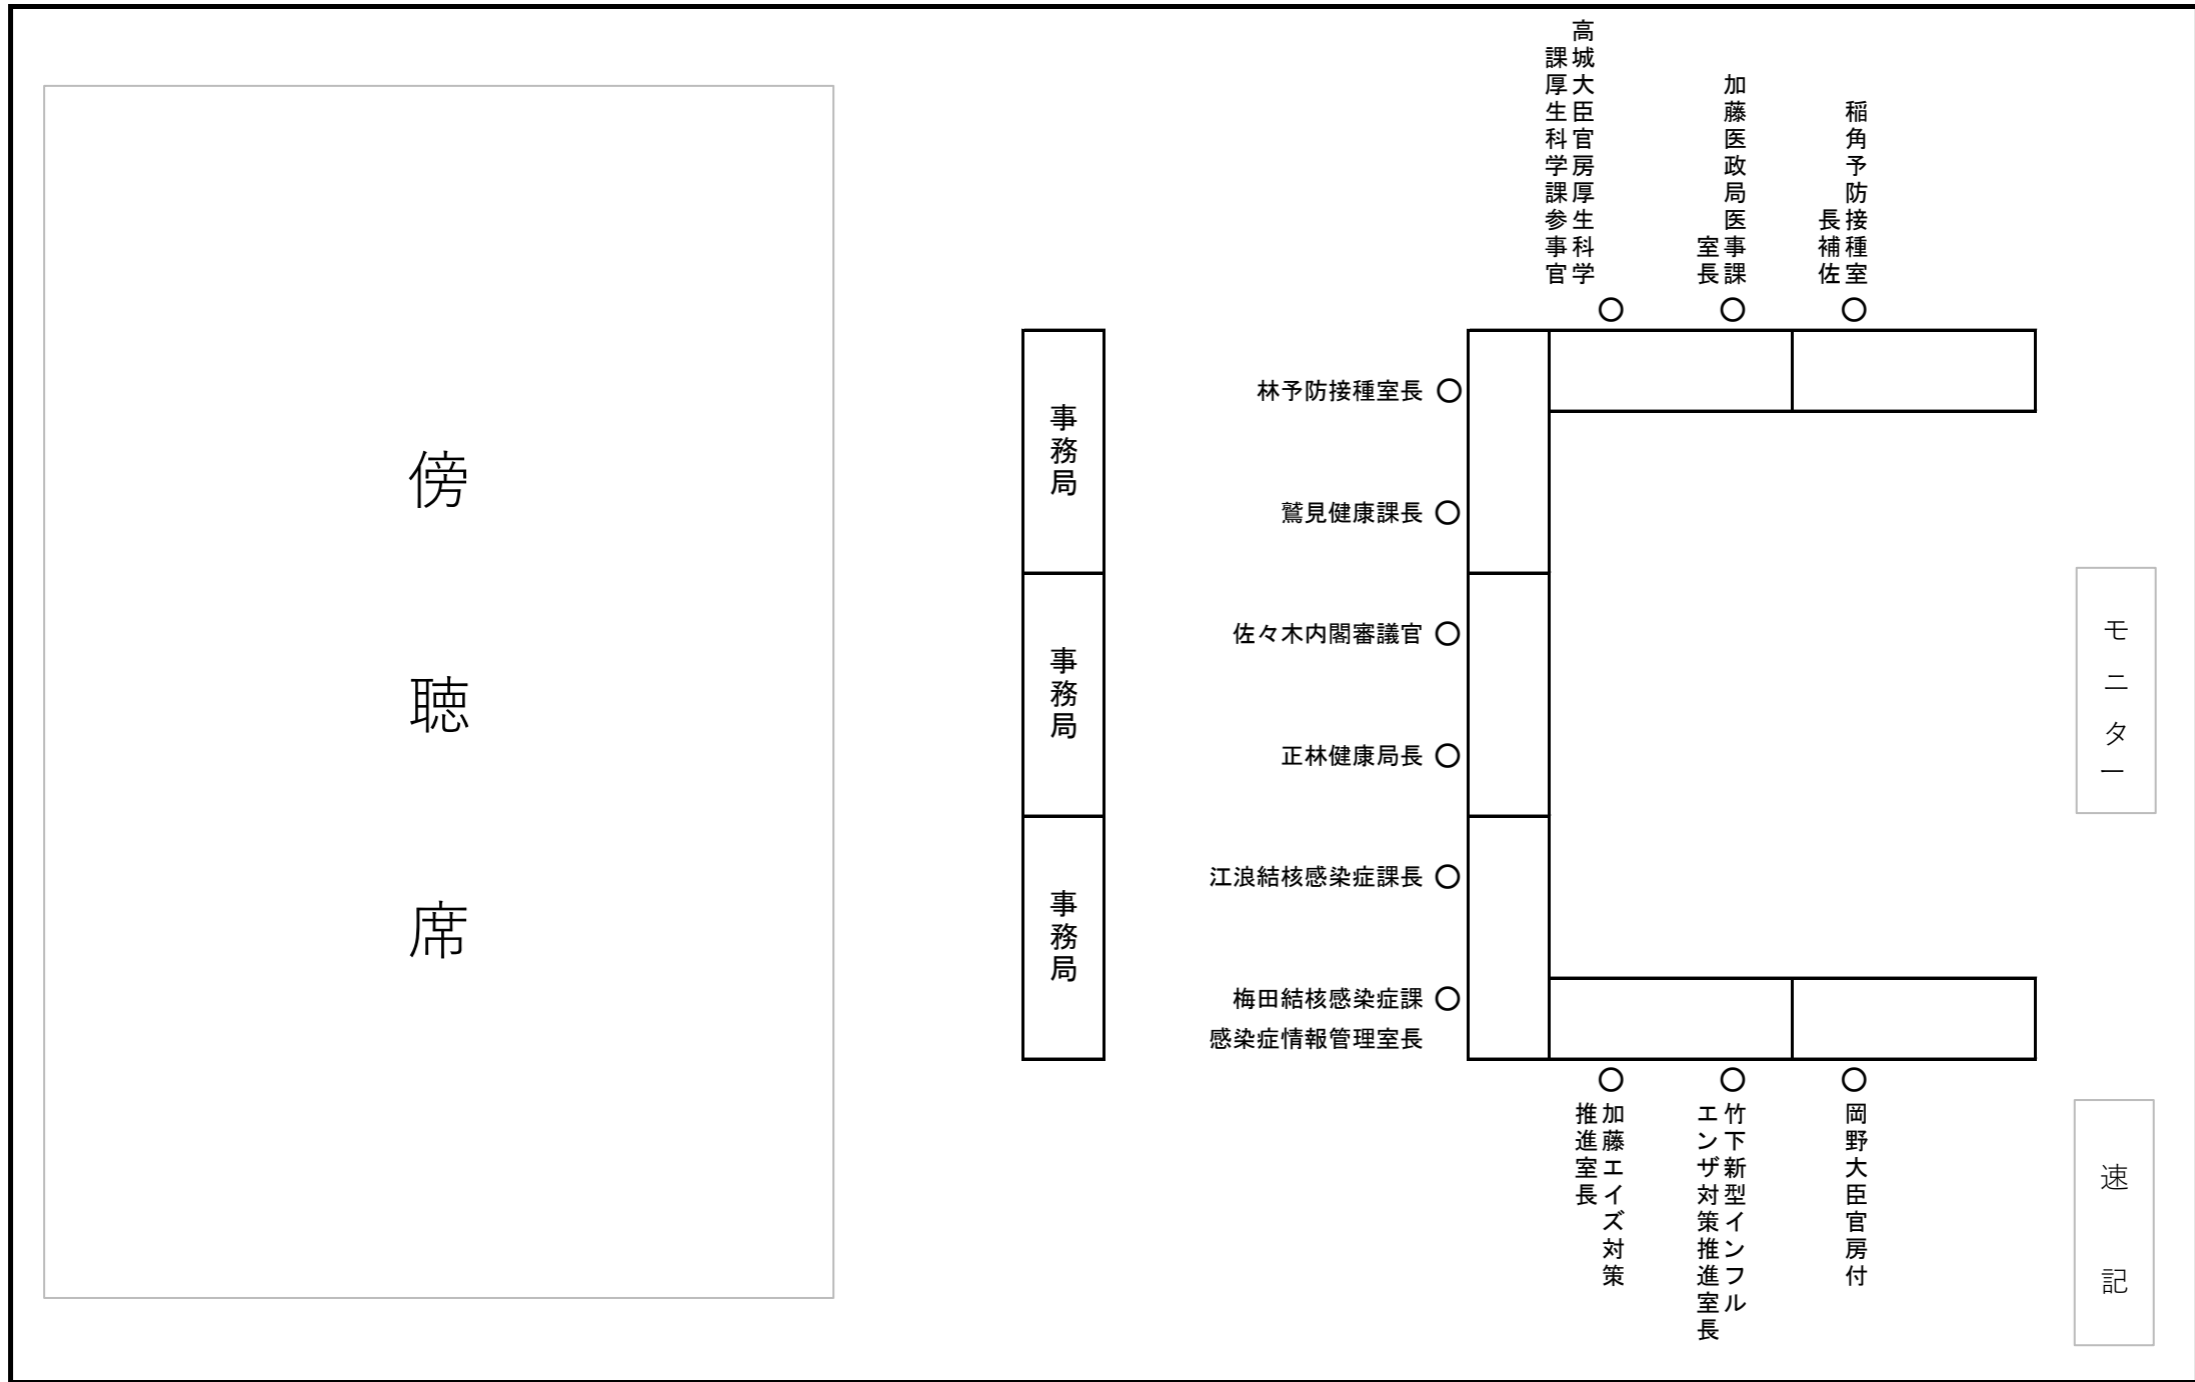 高城大臣官房厚生科学
課厚生科学課参事官
加藤医政局医事課
室長
稲角予防接種室
長補佐
傍聴席
事務局
事務局
事務局
林予防接種室長
鷲見健康課長
佐々木内閣審議官
正林健康局長
江浪結核感染症課長
梅田結核感染症課
感染症情報管理室長
加藤エイズ対策
推進室長
竹下新型インフル
エンザ対策推進室長
岡野大臣官房付
モニター
速記